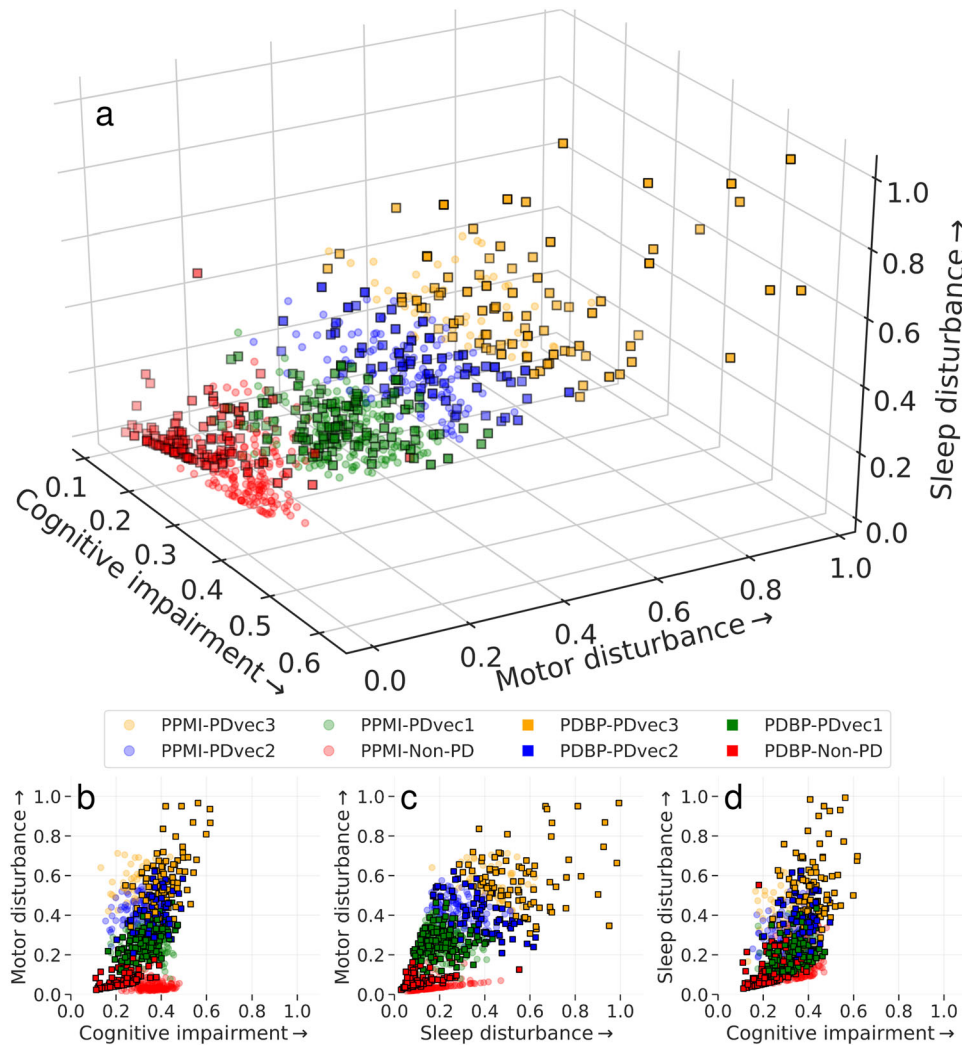 a
1.0
0.8
0.6
0.4
0.2
0.0
Sleep disturbance →
0.1
0.2
0.3
0.4
0.5
0.6
Cognitive impairment →
0.0
0.2
0.4
0.6
0.8
1.0
Motor disturbance →
PPMI-PDvec3 PPMI-PDvec1 PDBP-PDvec3 PDBP-PDvec1
PPMI-PDvec2 PPMI-Non-PD PDBP-PDvec2 PDBP-Non-PD
b
Motor disturbance →
1.0
0.8
0.6
0.4
0.2
0.0
0.0 0.2 0.4 0.6 0.8 1.0
Cognitive impairment →
c
Motor disturbance →
1.0
0.8
0.6
0.4
0.2
0.0
0.0 0.2 0.4 0.6 0.8 1.0
Sleep disturbance →
d
Sleep disturbance →
1.0
0.8
0.6
0.4
0.2
0.0
0.0 0.2 0.4 0.6 0.8 1.0
Cognitive impairment →